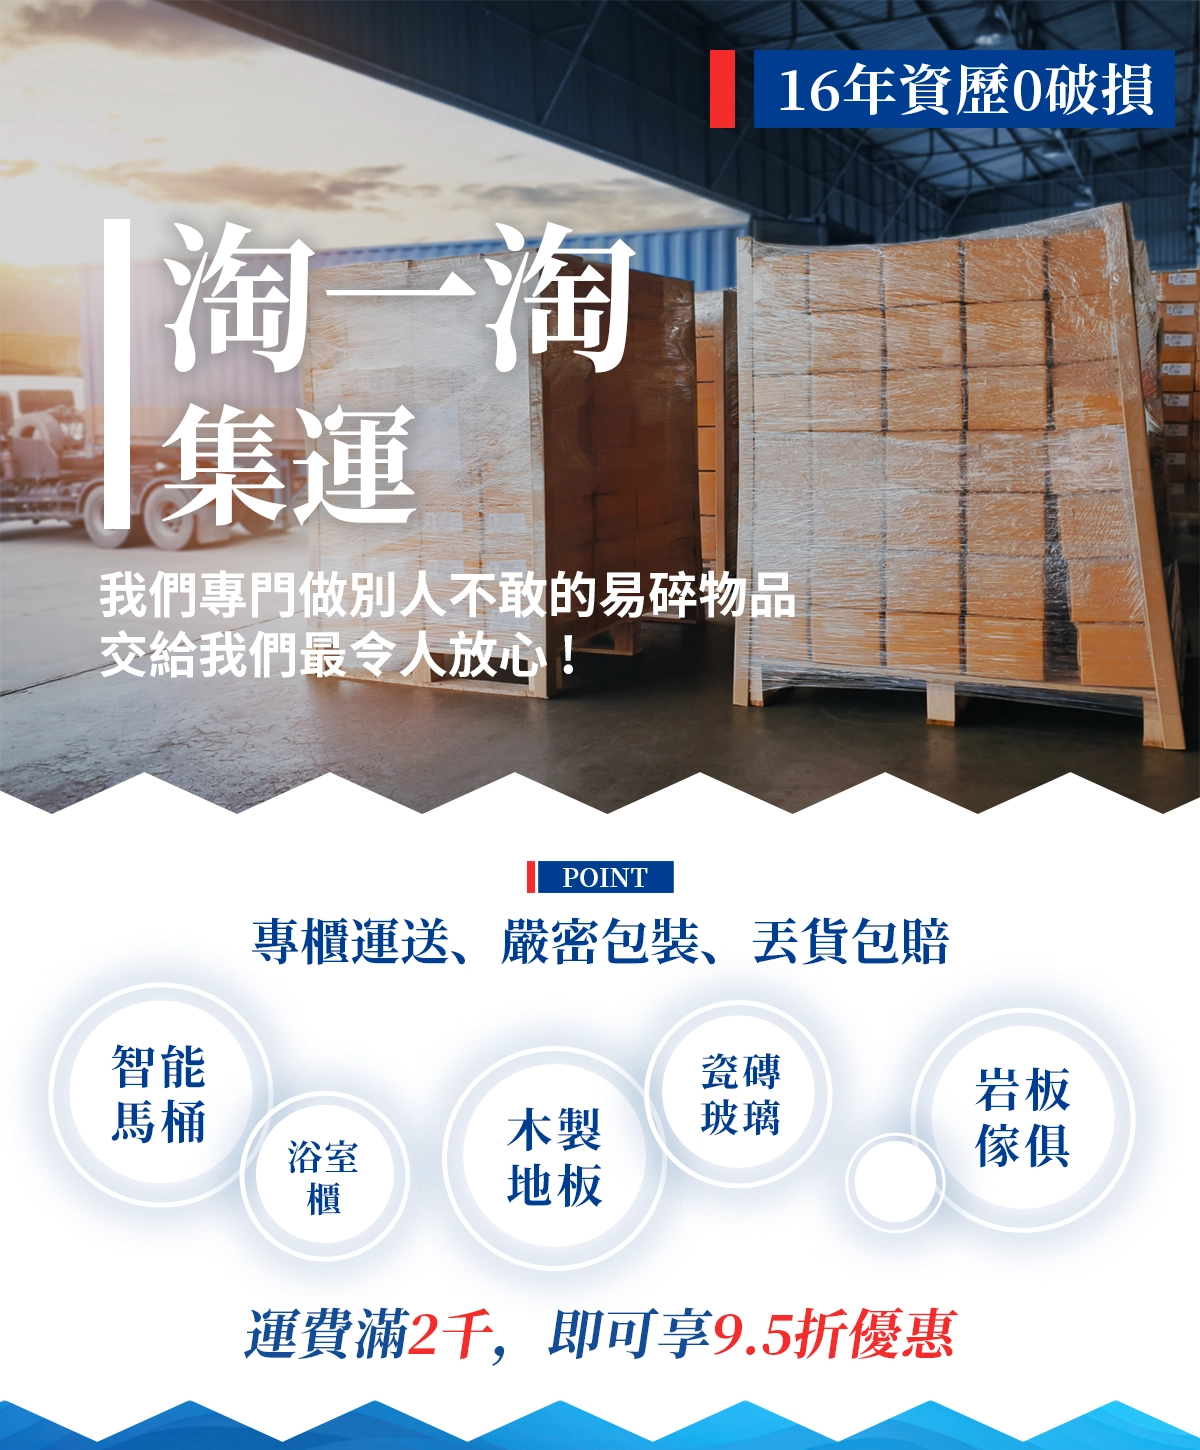 16年資歷0破損
淘一淘
集運
我們專門做別人不敢的易碎物品
交給我們最令人放心！
POINT
專櫃運送、嚴密包裝、丟貨包賠
智能
馬桶
浴室
櫃
木製
地板
瓷磚
玻璃
岩板
傢俱
運費滿2千，即可享9.5折優惠